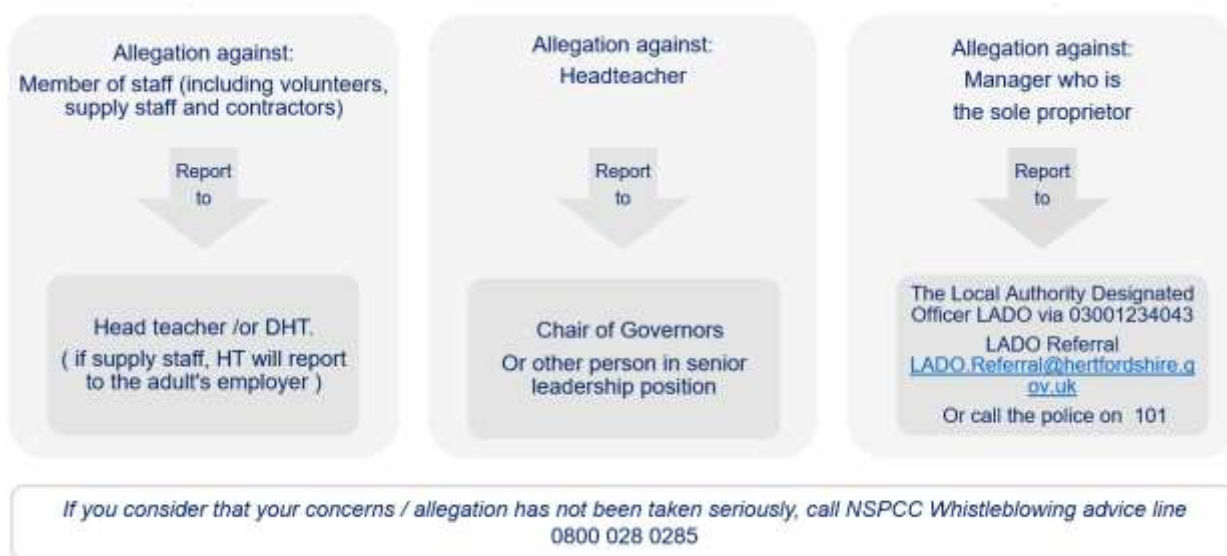 Allegation against:
Member of staff (including volunteers,
supply staff and contractors)
Report
to
Head teacher /or DHT.
( if supply staff, HT will report
to the adult's employer )
Allegation against:
Headteacher
Report
to
Chair of Governors
Or other person in senior
leadership position
Allegation against:
Manager who is
the sole proprietor
Report
to
The Local Authority Designated
Officer LADO via 03001234043
LADO Referral
LADO.Referral@hertfordshire.g
ov.uk
Or call the police on 101
If you consider that your concerns / allegation has not been taken seriously, call NSPCC Whistleblowing advice line
0800 028 0285